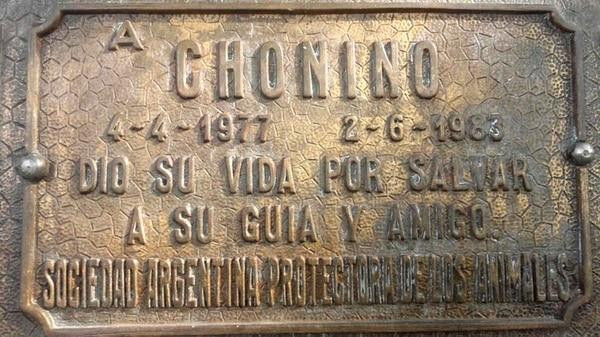 A
CHONINO
4-4-1977 2-6-1983
DIO SU VIDA POR SALVAR
A SU GUIA Y AMIGO.
SOCIEDAD ARGENTINA PROTECTORA DE LOS ANIMALES